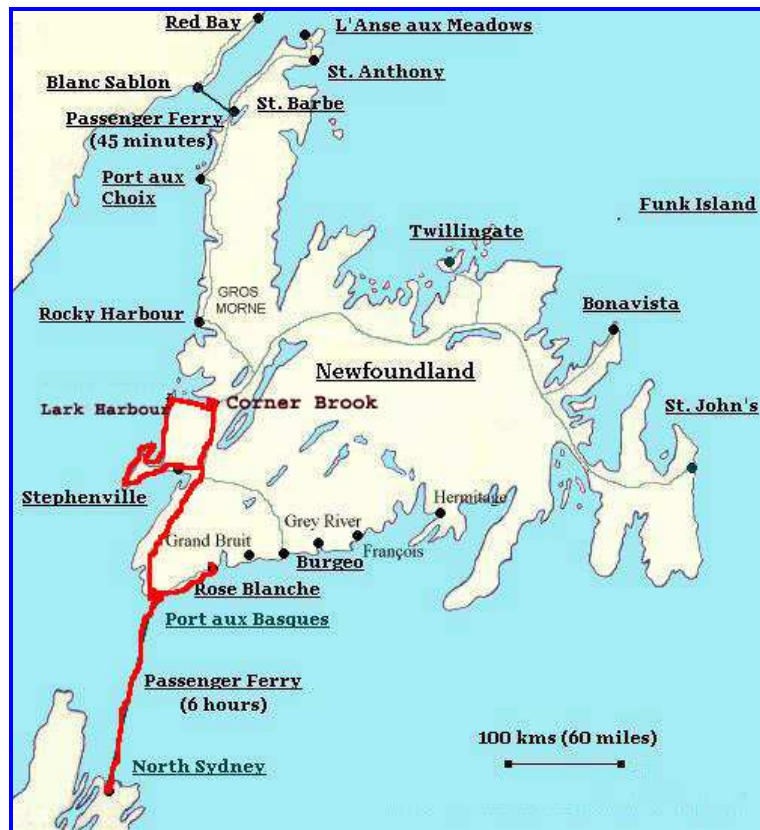 Red Bay
L'Anse aux Meadows
St. Anthony
Blanc Sablon
St. Barbe
Passenger Ferry
(45 minutes)
Port aux
Choix
Funk Island
Twillingate
GROS
MORNE
Rocky Harbour
Bonavista
Newfoundland
Lark Harbour
Corner Brook
St. John's
Stephenville
Hermitage
Grey River
Grand Bruit
François
Burgeo
Rose Blanche
Port aux Basques
Passenger Ferry
(6 hours)
100 kms (60 miles)
North Sydney